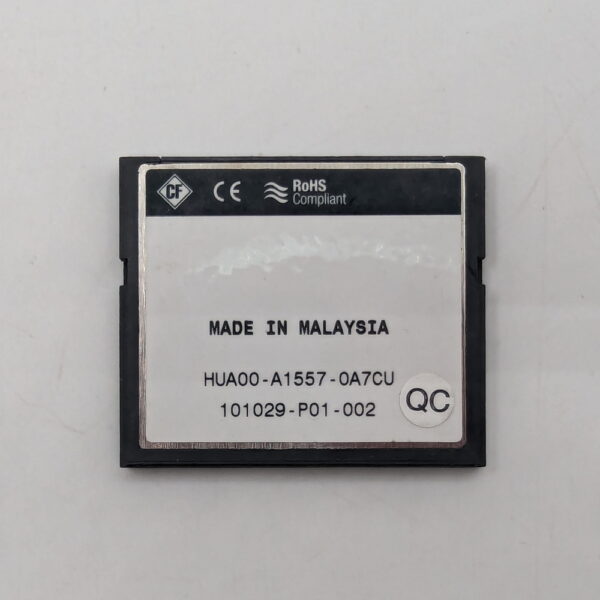 CF CE RoHS
Compliant
MADE IN MALAYSIA
HUA00-A1557-0A7CU
101029-P01-002
QC